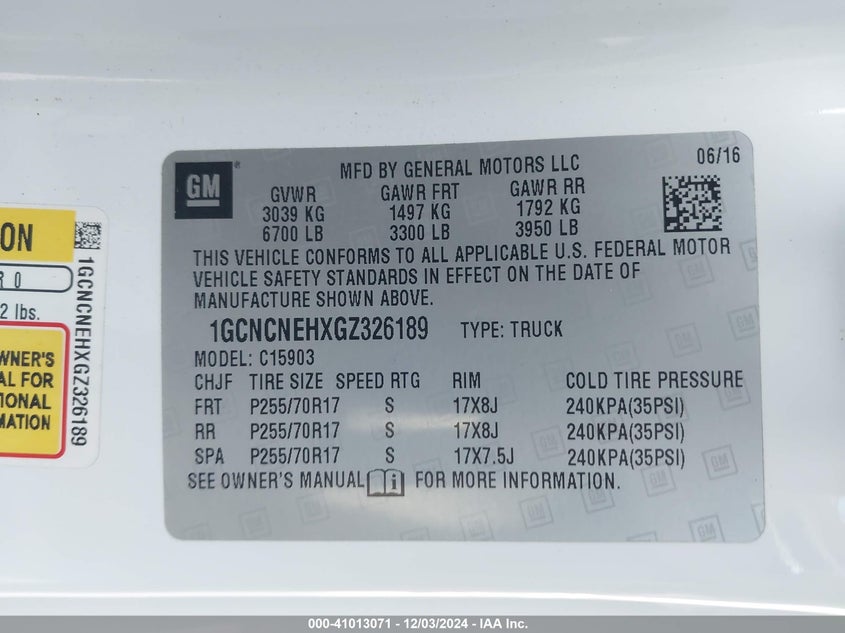 GM
MFD BY GENERAL MOTORS LLC
06/16
GVWR GAWR FRT GAWR RR
3039 KG 1497 KG 1792 KG
6700 LB 3300 LB 3950 LB
THIS VEHICLE CONFORMS TO ALL APPLICABLE U.S. FEDERAL MOTOR
VEHICLE SAFETY STANDARDS IN EFFECT ON THE DATE OF
MANUFACTURE SHOWN ABOVE.
1GCNCNEHXGZ326189 TYPE: TRUCK
MODEL: C15903
CHJF TIRE SIZE SPEED RTG RIM COLD TIRE PRESSURE
FRT P255/70R17 S 17X8J 240KPA(35PSI)
RR P255/70R17 S 17X8J 240KPA(35PSI)
SPA P255/70R17 S 17X7.5J 240KPA(35PSI)
SEE OWNER'S MANUAL i FOR MORE INFORMATION.
ON
R 0
2 lbs.
WNER'S
AL FOR
IONAL
MATION
1GCNCNEHXGZ326189
000-41013071 - 12/03/2024 - IAA Inc.